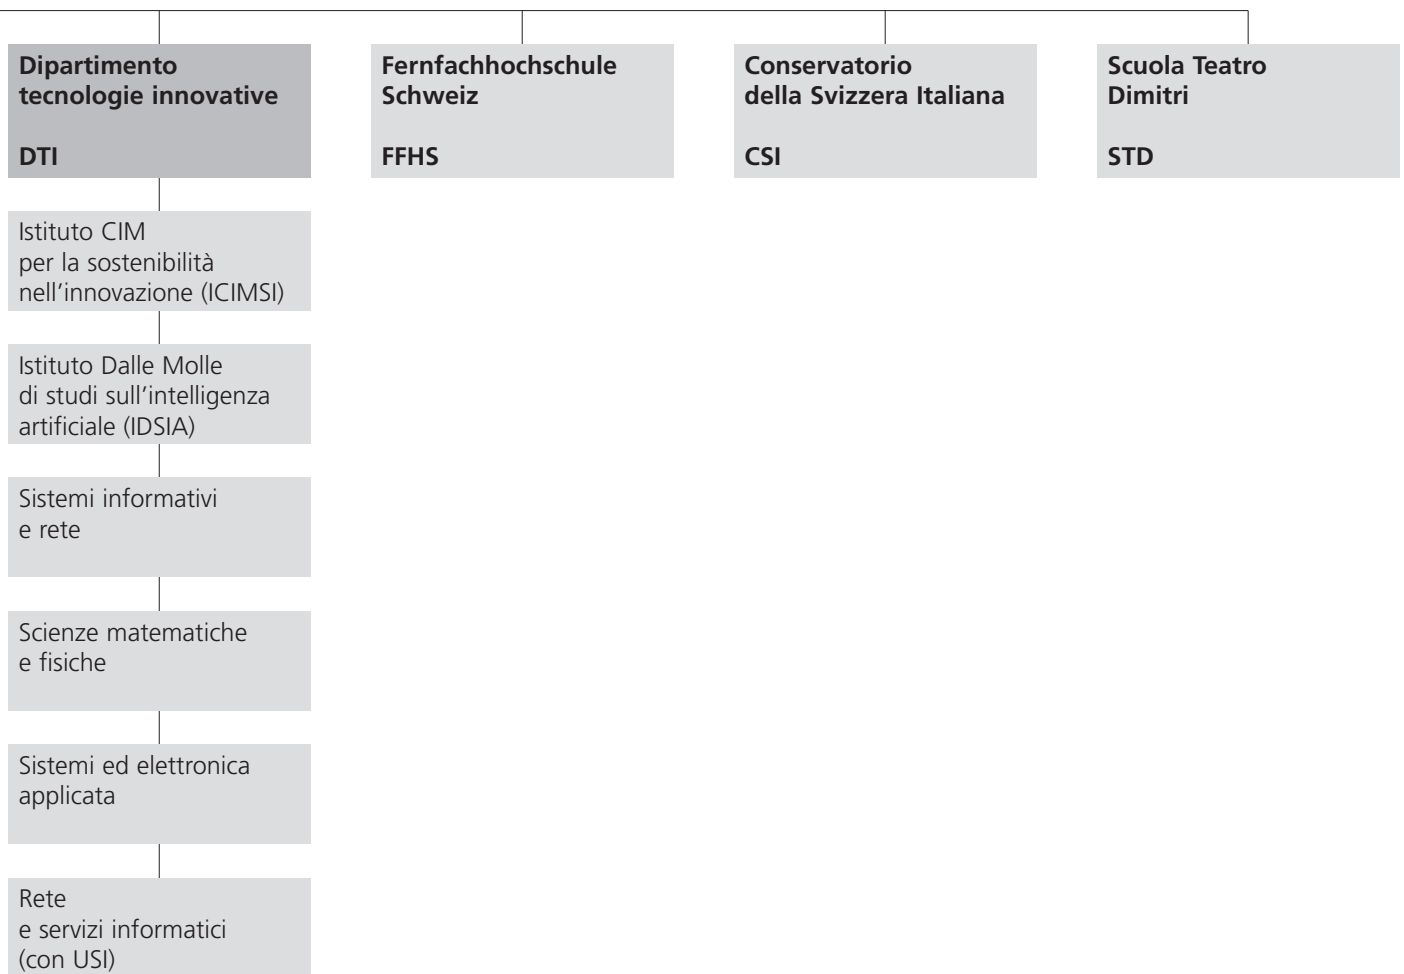 Dipartimento
tecnologie innovative
DTI
Fernfachhochschule
Schweiz
FFHS
Conservatorio
della Svizzera Italiana
CSI
Scuola Teatro
Dimitri
STD
Istituto CIM
per la sostenibilità
nell’innovazione (ICIMSI)
Istituto Dalle Molle
di studi sull’intelligenza
artificiale (IDSIA)
Sistemi informativi
e rete
Scienze matematiche
e fisiche
Sistemi ed elettronica
applicata
Rete
e servizi informatici
(con USI)